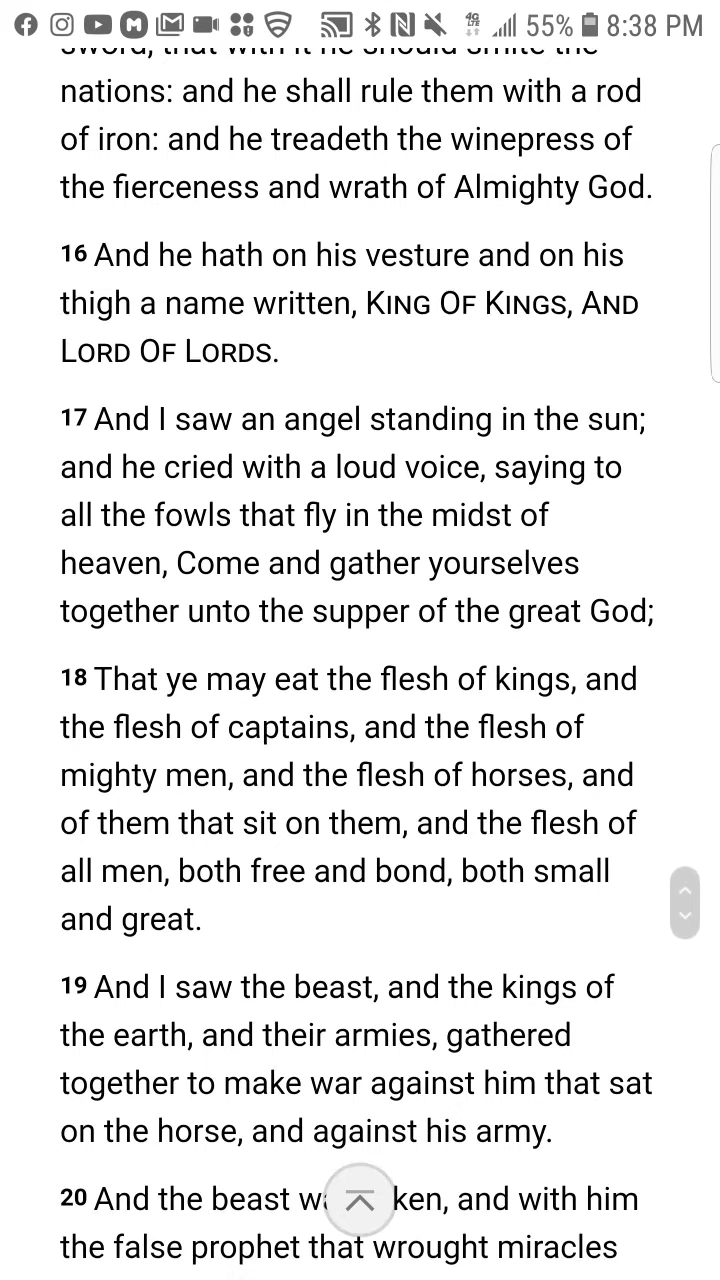 55% 8:38 PM
sword, that with it he should smite the
nations: and he shall rule them with a rod
of iron: and he treadeth the winepress of
the fierceness and wrath of Almighty God.
16 And he hath on his vesture and on his
thigh a name written, KING OF KINGS, AND
LORD OF LORDS.
17 And I saw an angel standing in the sun;
and he cried with a loud voice, saying to
all the fowls that fly in the midst of
heaven, Come and gather yourselves
together unto the supper of the great God;
18 That ye may eat the flesh of kings, and
the flesh of captains, and the flesh of
mighty men, and the flesh of horses, and
of them that sit on them, and the flesh of
all men, both free and bond, both small
and great.
19 And I saw the beast, and the kings of
the earth, and their armies, gathered
together to make war against him that sat
on the horse, and against his army.
20 And the beast ken, and with him
the false prophet that wrought miracles